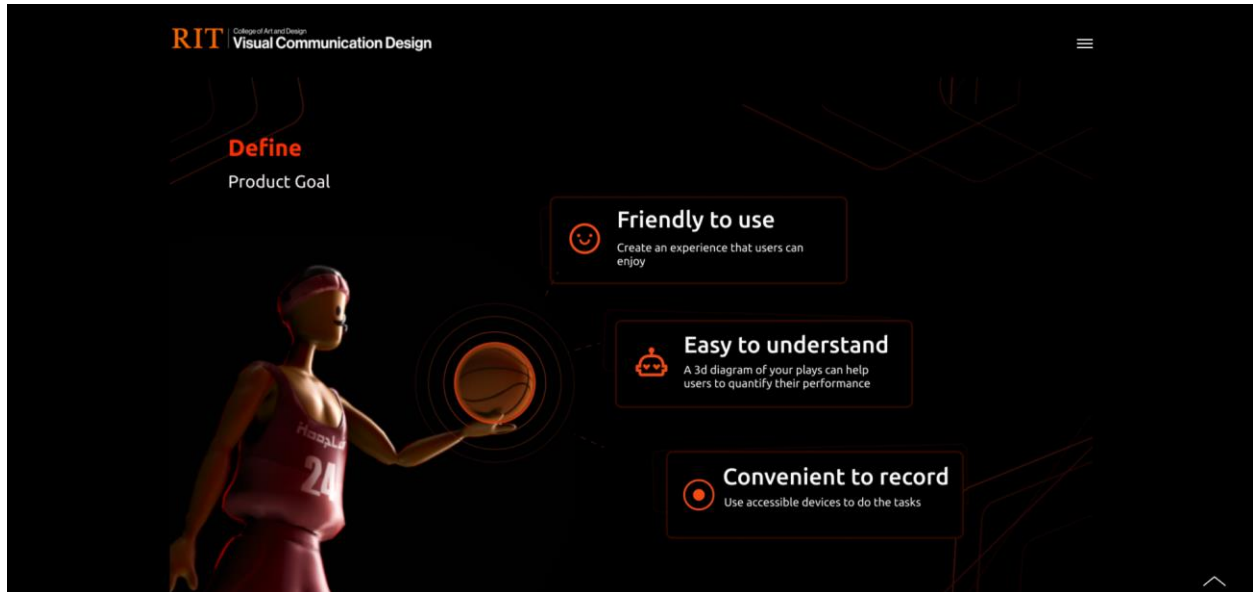 RIT
College of Art and Design
Visual Communication Design
Define
Product Goal
Friendly to use
Create an experience that users can
enjoy
Easy to understand
A 3d diagram of your plays can help
users to quantify their performance
Convenient to record
Use accessible devices to do the tasks
24